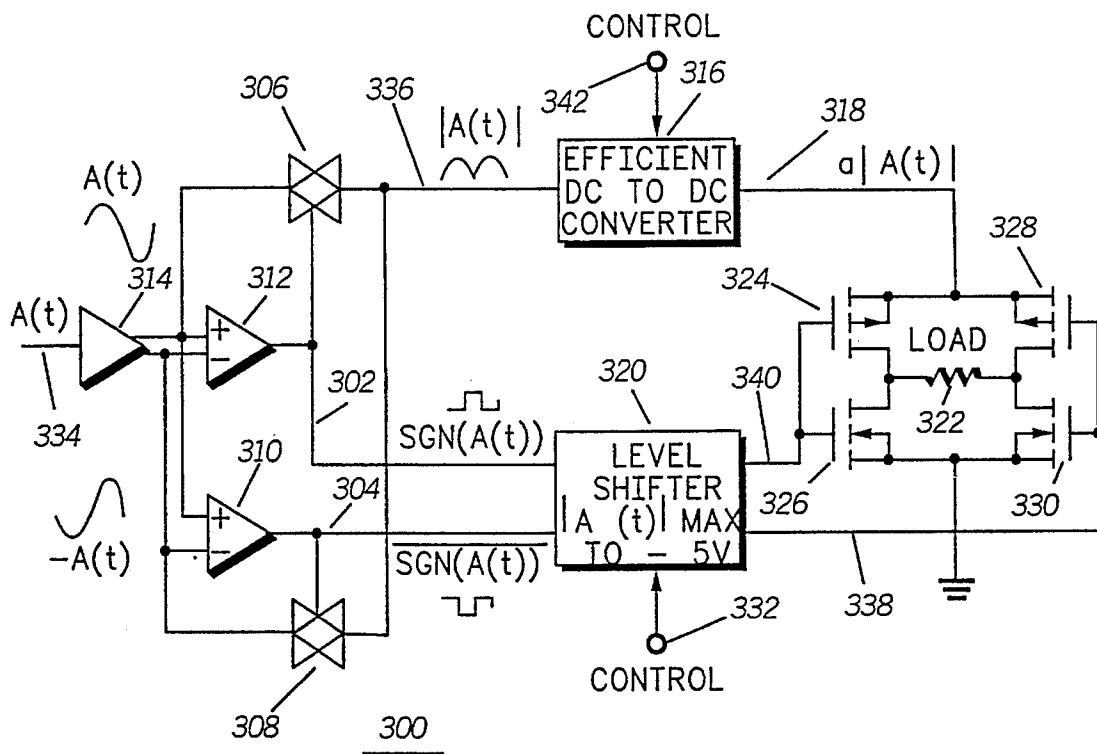 CONTROL
306
336
342
316
318
|A(t)|
a| A(t)|
A(t)
EFFICIENT
DC TO DC
CONVERTER
328
324
314
312
A(t)
+
−
LOAD
334
302
320
340
322
SGN(A(t))
310
LEVEL
SHIFTER
|A (t)| MAX
TO - 5V
304
326
330
+
−
-A(t)
SGN(A(t))
338
332
CONTROL
308
300